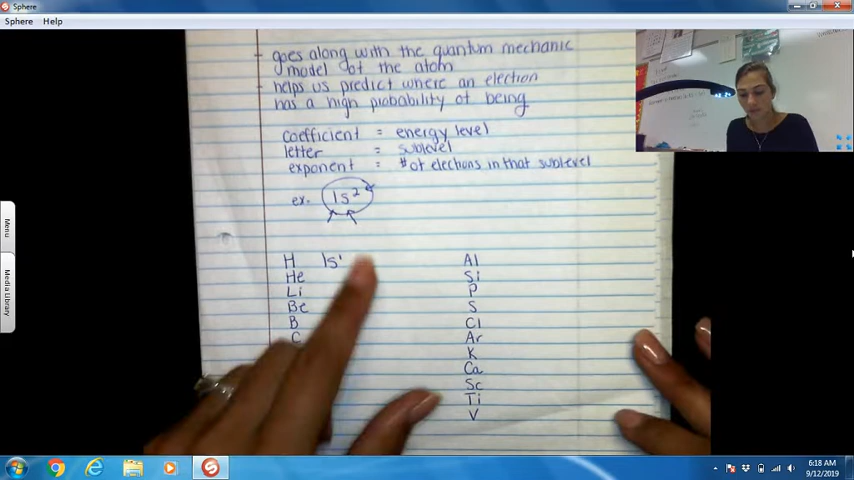 Sphere
Sphere Help
goes along with the quantum mechanic
model of the atom
helps us predict where an election
has a high probability of being
coefficient = energy level
letter = sublevel
exponent = # of elections in that sublevel
ex. 1s²
H 1s¹ Al
He Si
Li P
Be S
B Cl
C Ar
K
Ca
Sc
Ti
V
Menu
Media Library
6:18 AM
9/12/2019